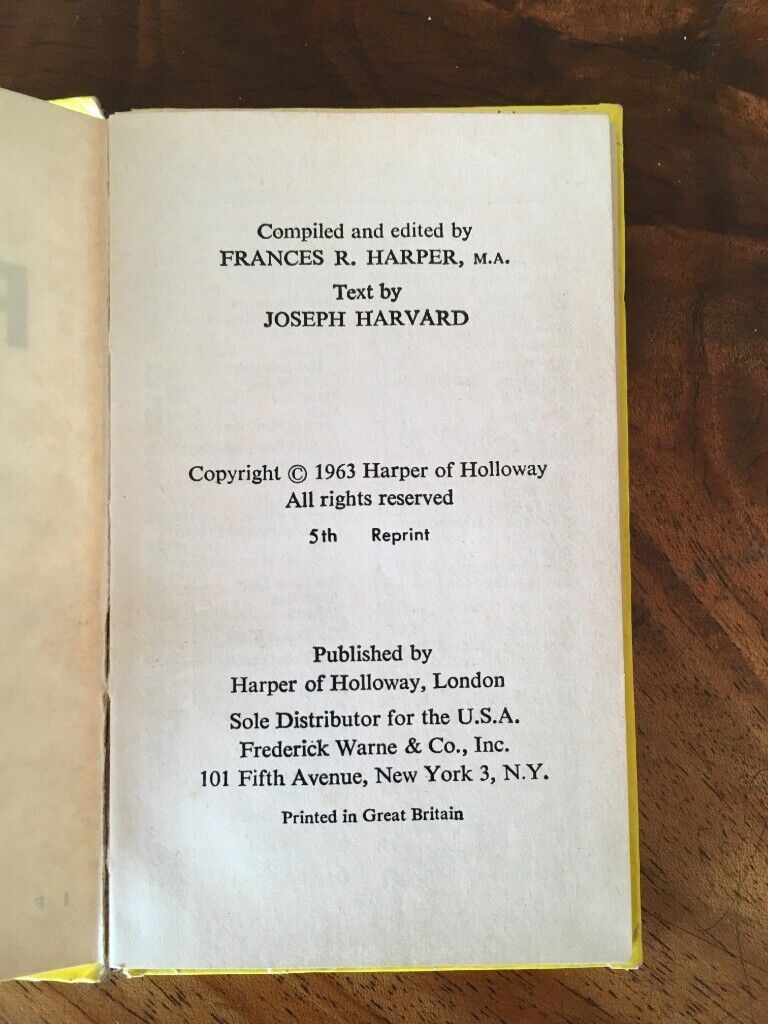 Compiled and edited by
FRANCES R. HARPER, M.A.
Text by
JOSEPH HARVARD
Copyright © 1963 Harper of Holloway
All rights reserved
5th Reprint
Published by
Harper of Holloway, London
Sole Distributor for the U.S.A.
Frederick Warne & Co., Inc.
101 Fifth Avenue, New York 3, N.Y.
Printed in Great Britain